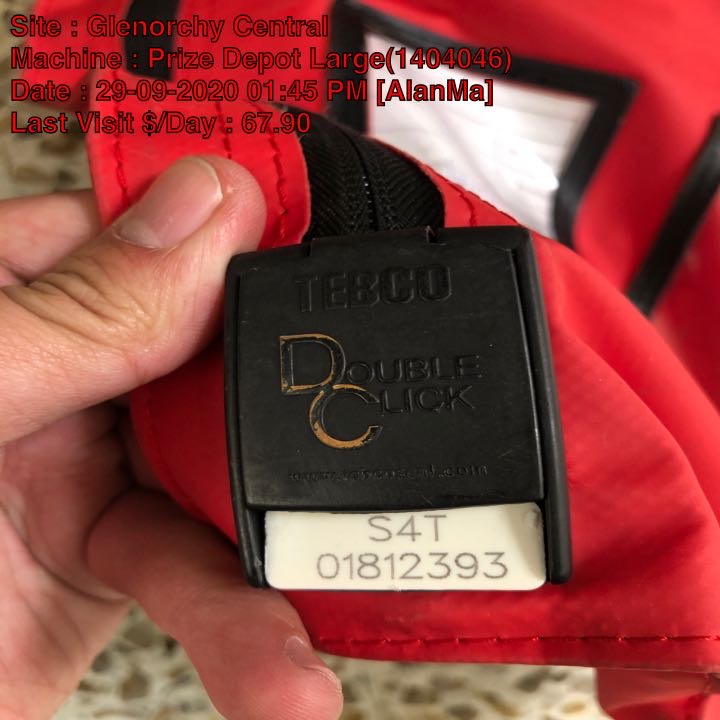 Site : Glenorchy Central
Machine : Prize Depot Large(1404046)
Date : 29-09-2020 01:45 PM [AlanMa]
Last Visit $/Day : 67.90
TEBCO
DOUBLE
CLICK
S4T
01812393